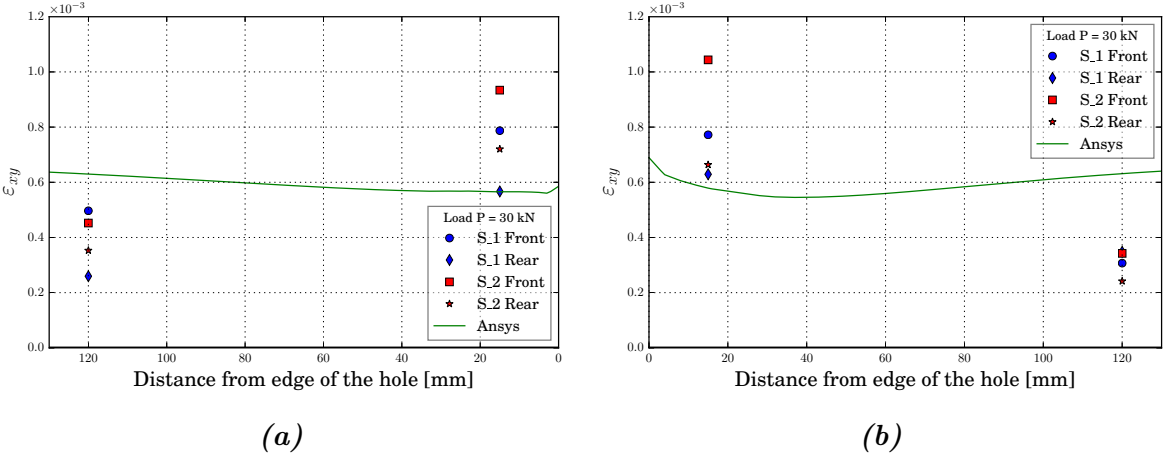 ×10⁻³
1.2
1.0
0.8
0.6
0.4
0.2
0.0
ε_xy
Load P = 30 kN
S_1 Front
S_1 Rear
S_2 Front
S_2 Rear
Ansys
120 100 80 60 40 20 0
Distance from edge of the hole [mm]
(a)
×10⁻³
1.2
1.0
0.8
0.6
0.4
0.2
0.0
ε_xy
Load P = 30 kN
S_1 Front
S_1 Rear
S_2 Front
S_2 Rear
Ansys
0 20 40 60 80 100 120
Distance from edge of the hole [mm]
(b)